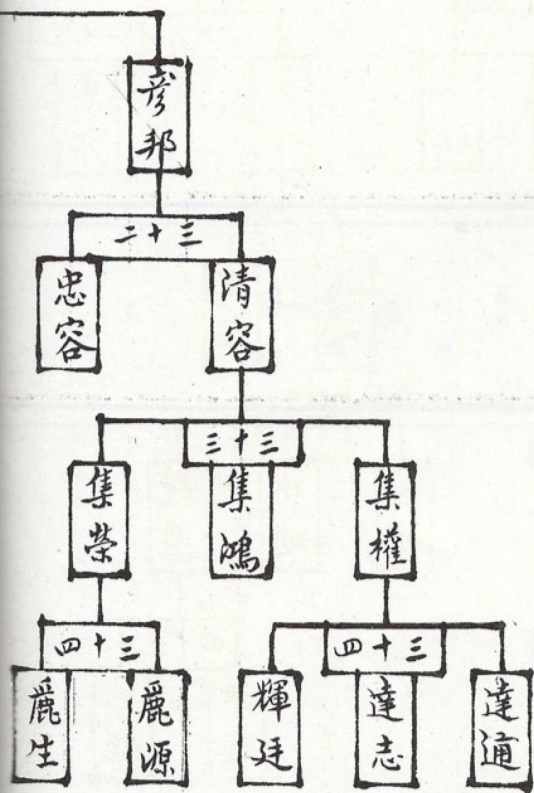 彥邦
三十二
清容
忠容
三十三
集權
集鴻
集榮
三十四
達通
達志
輝廷
三十四
麗源
麗生